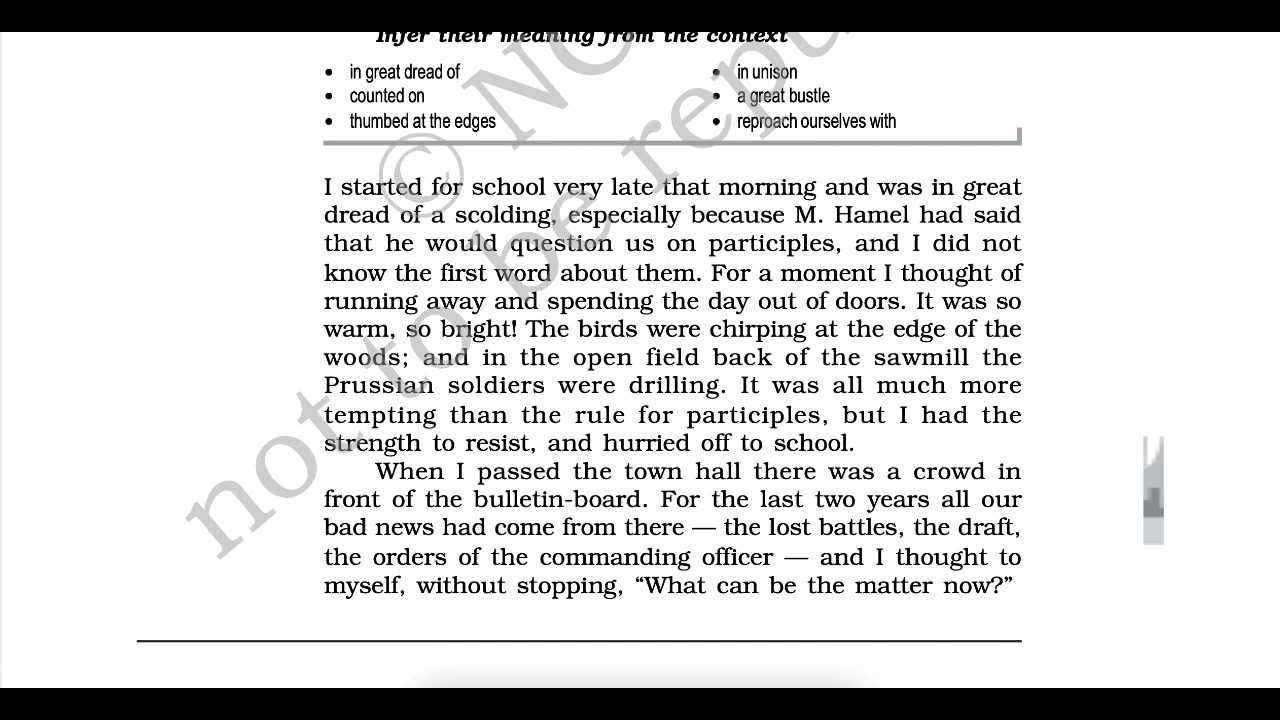 Infer their meaning from the context
• in great dread of
• counted on
• thumbed at the edges
• in unison
• a great bustle
• reproach ourselves with
I started for school very late that morning and was in great
dread of a scolding, especially because M. Hamel had said
that he would question us on participles, and I did not
know the first word about them. For a moment I thought of
running away and spending the day out of doors. It was so
warm, so bright! The birds were chirping at the edge of the
woods; and in the open field back of the sawmill the
Prussian soldiers were drilling. It was all much more
tempting than the rule for participles, but I had the
strength to resist, and hurried off to school.
When I passed the town hall there was a crowd in
front of the bulletin-board. For the last two years all our
bad news had come from there — the lost battles, the draft,
the orders of the commanding officer — and I thought to
myself, without stopping, “What can be the matter now?”
not to be